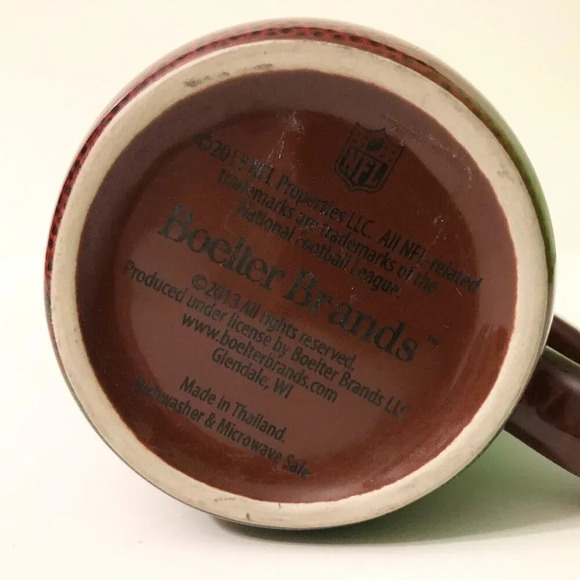 NFL
©2013 NFL Properties LLC. All NFL-related
trademarks are trademarks of the
National Football League.
Boelter Brands™
©2013 All rights reserved.
Produced under license by Boelter Brands LLC
www.boelterbrands.com
Glendale, WI
Made in Thailand.
Dishwasher & Microwave Safe